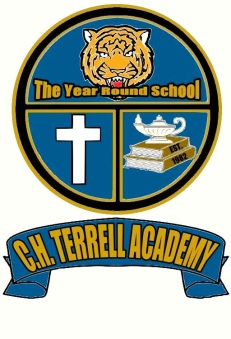 The Year Round School
EST.
1982
C.H. TERRELL ACADEMY